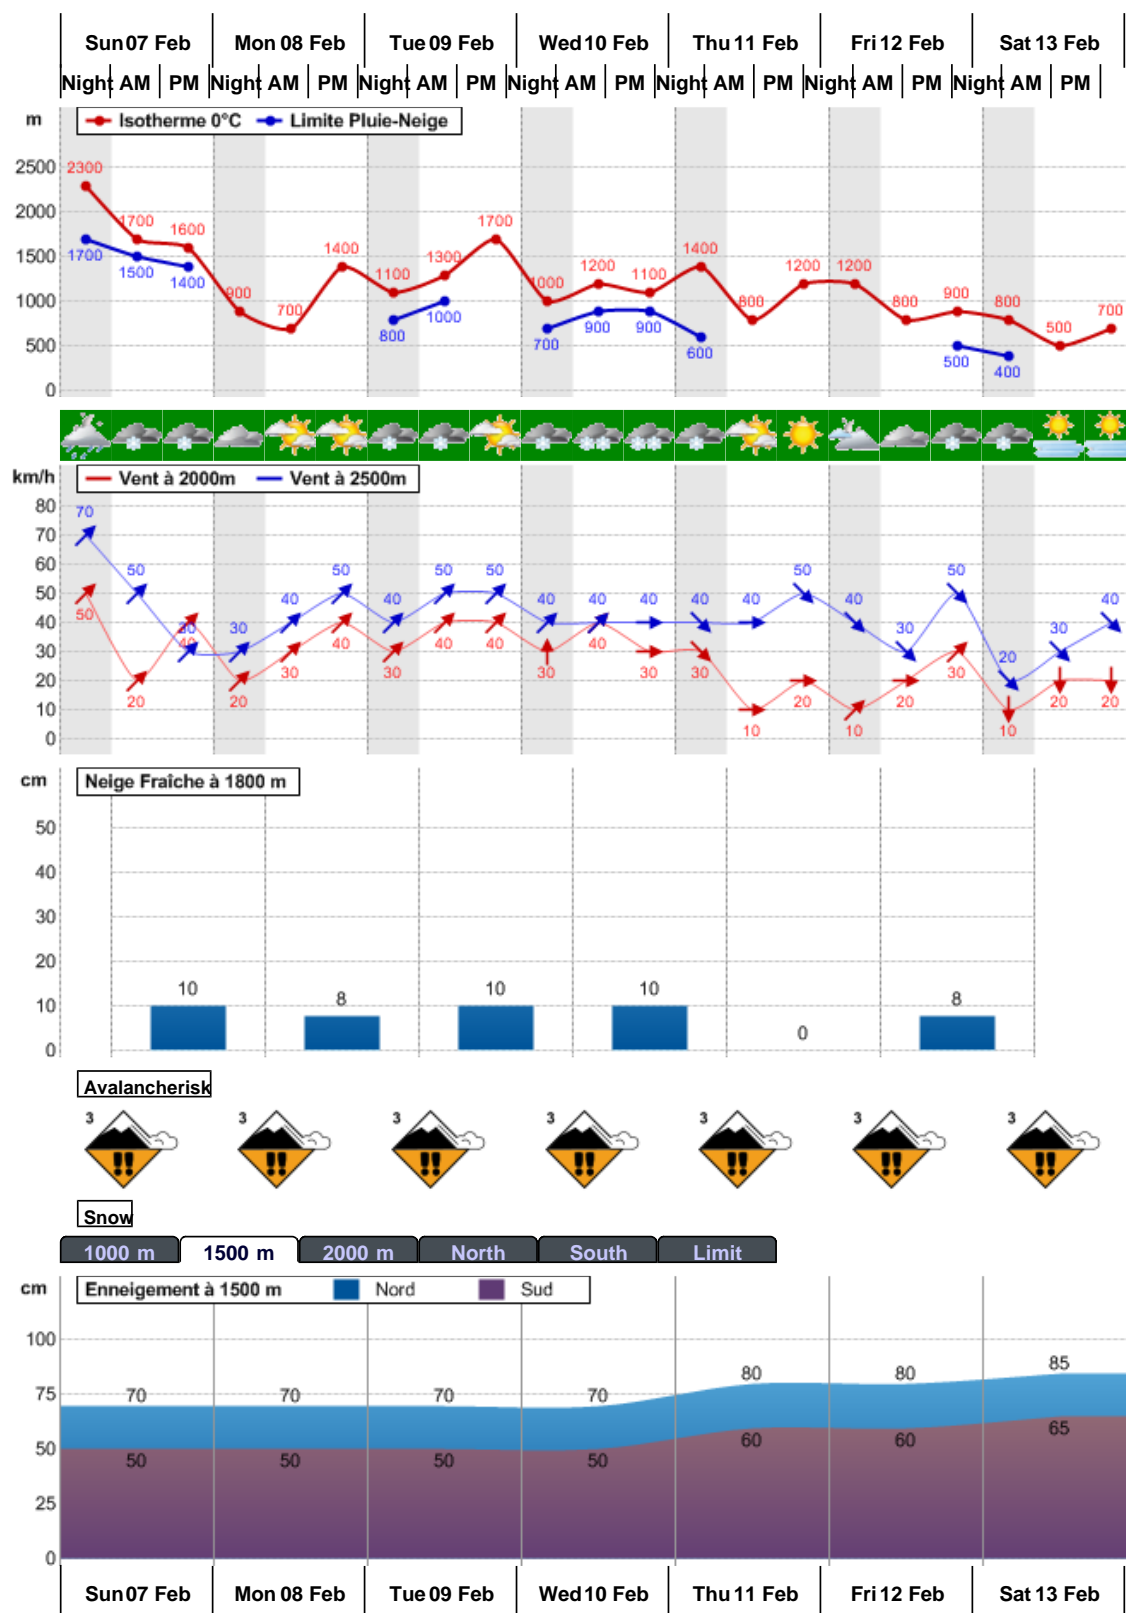 Sun 07 Feb Mon 08 Feb Tue 09 Feb Wed 10 Feb Thu 11 Feb Fri 12 Feb Sat 13 Feb
Night AM PM Night AM PM Night AM PM Night AM PM Night AM PM Night AM PM Night AM PM
m
Isotherme 0°C Limite Pluie-Neige
2500
2000
1500
1000
500
0
2300 1700 1600 900 700 1400 1100 1300 1700 1000 1200 1100 1400 800 1200 1200 800 900 800 500 700
1700 1500 1400 800 1000 700 900 900 600 500 400
km/h
Vent à 2000m Vent à 2500m
80
70
60
50
40
30
20
10
0
70 50 30 30 40 50 40 50 50 40 40 40 40 40 50 40 30 50 20 30 40
50 20 40 20 30 40 30 40 40 30 40 30 30 10 20 10 20 30 10 20 20
cm
Neige Fraîche à 1800 m
50
40
30
20
10
0
10 8 10 10 0 8
Avalancherisk
3 3 3 3 3 3 3
Snow
1000 m 1500 m 2000 m North South Limit
cm
Enneigement à 1500 m Nord Sud
100
75
50
25
0
70 70 70 70 80 80 85
50 50 50 50 60 60 65
Sun 07 Feb Mon 08 Feb Tue 09 Feb Wed 10 Feb Thu 11 Feb Fri 12 Feb Sat 13 Feb